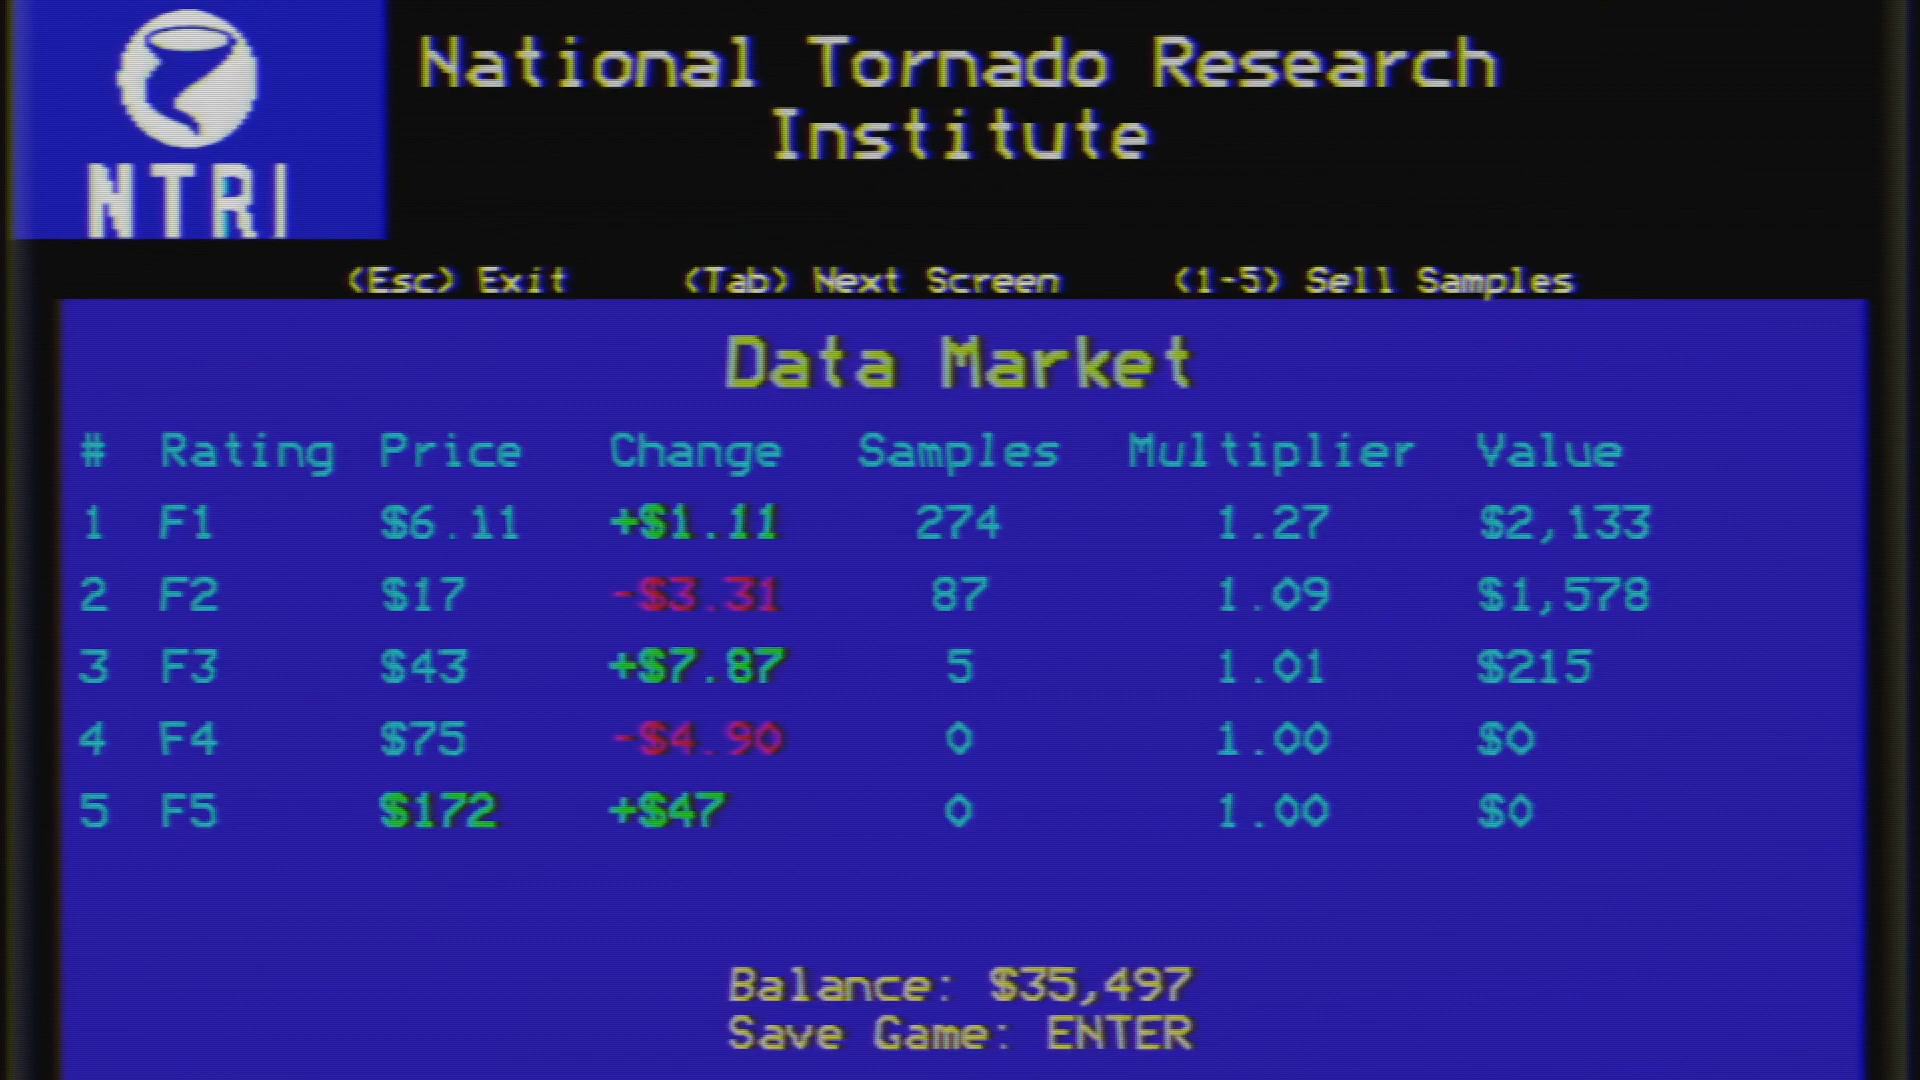 NTRI
National Tornado Research
Institute
(Esc) Exit (Tab) Next Screen (1-5) Sell Samples
Data Market
# Rating Price Change Samples Multiplier Value
1 F1 $6.11 +$1.11 274 1.27 $2,133
2 F2 $17 -$3.31 87 1.09 $1,578
3 F3 $43 +$7.87 5 1.01 $215
4 F4 $75 -$4.90 0 1.00 $0
5 F5 $172 +$47 0 1.00 $0
Balance: $35,497
Save Game: ENTER